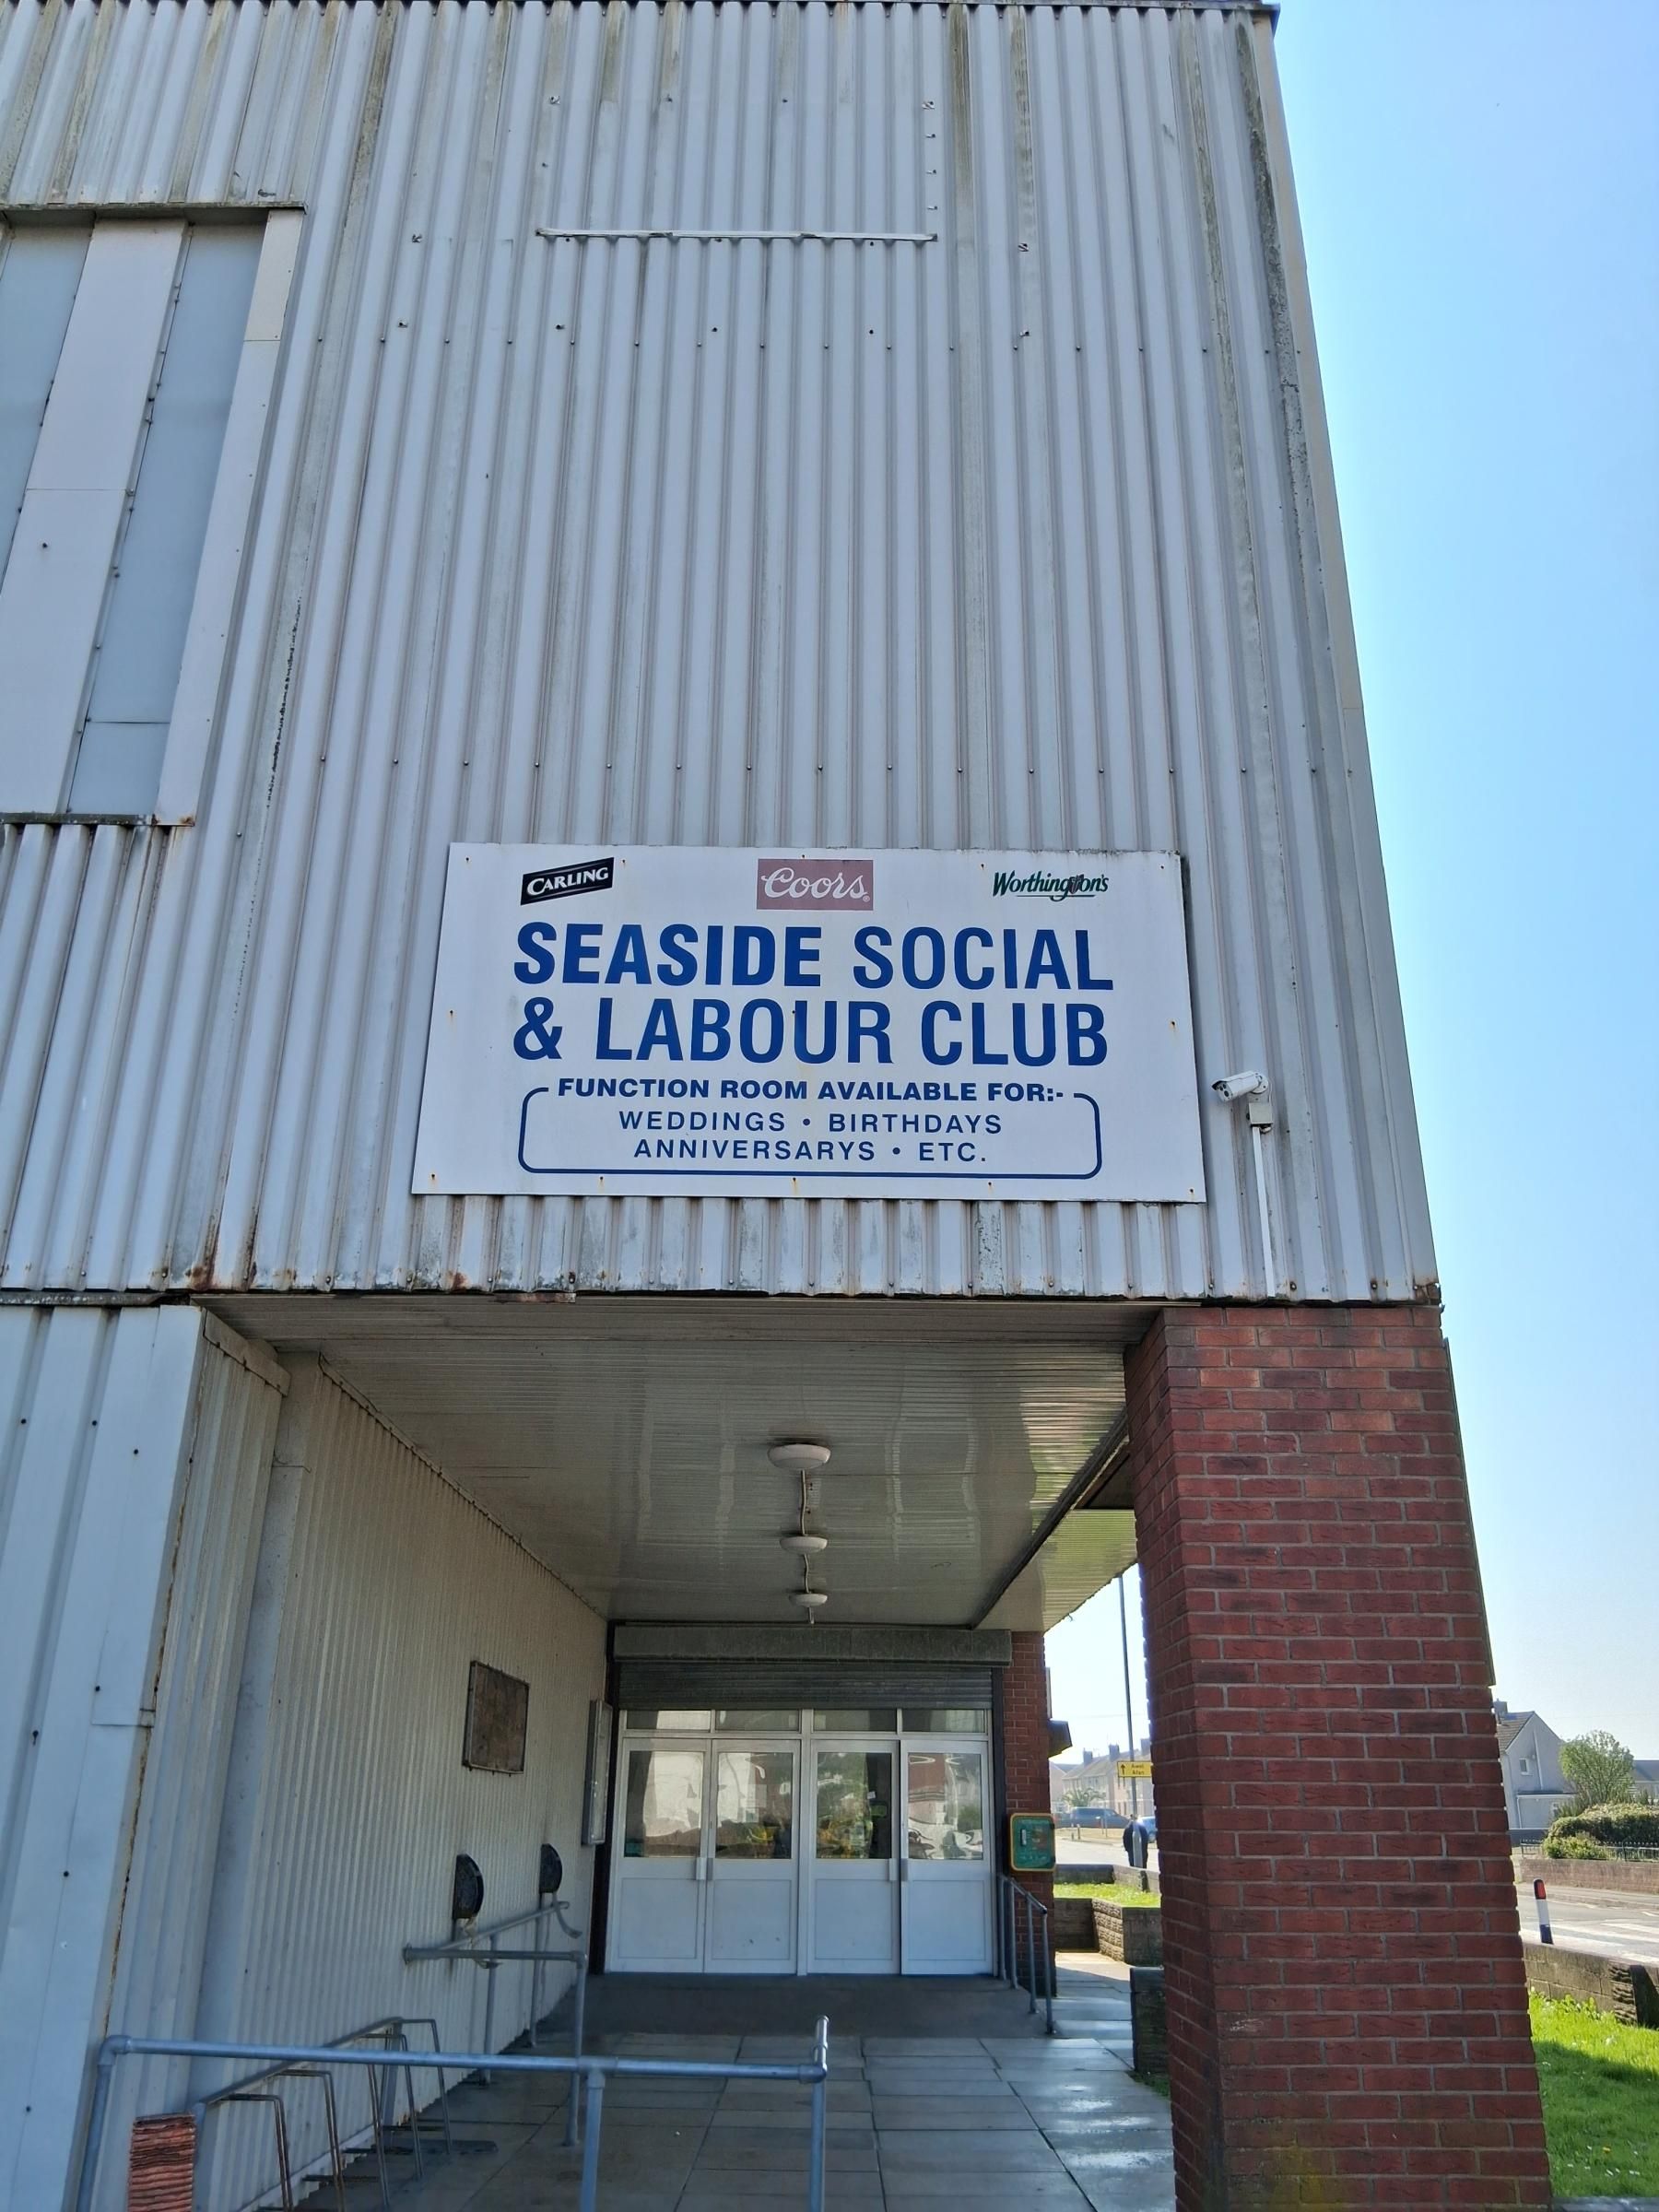 CARLING Coors Worthington's
SEASIDE SOCIAL
& LABOUR CLUB
FUNCTION ROOM AVAILABLE FOR:-
WEDDINGS • BIRTHDAYS
ANNIVERSARYS • ETC.